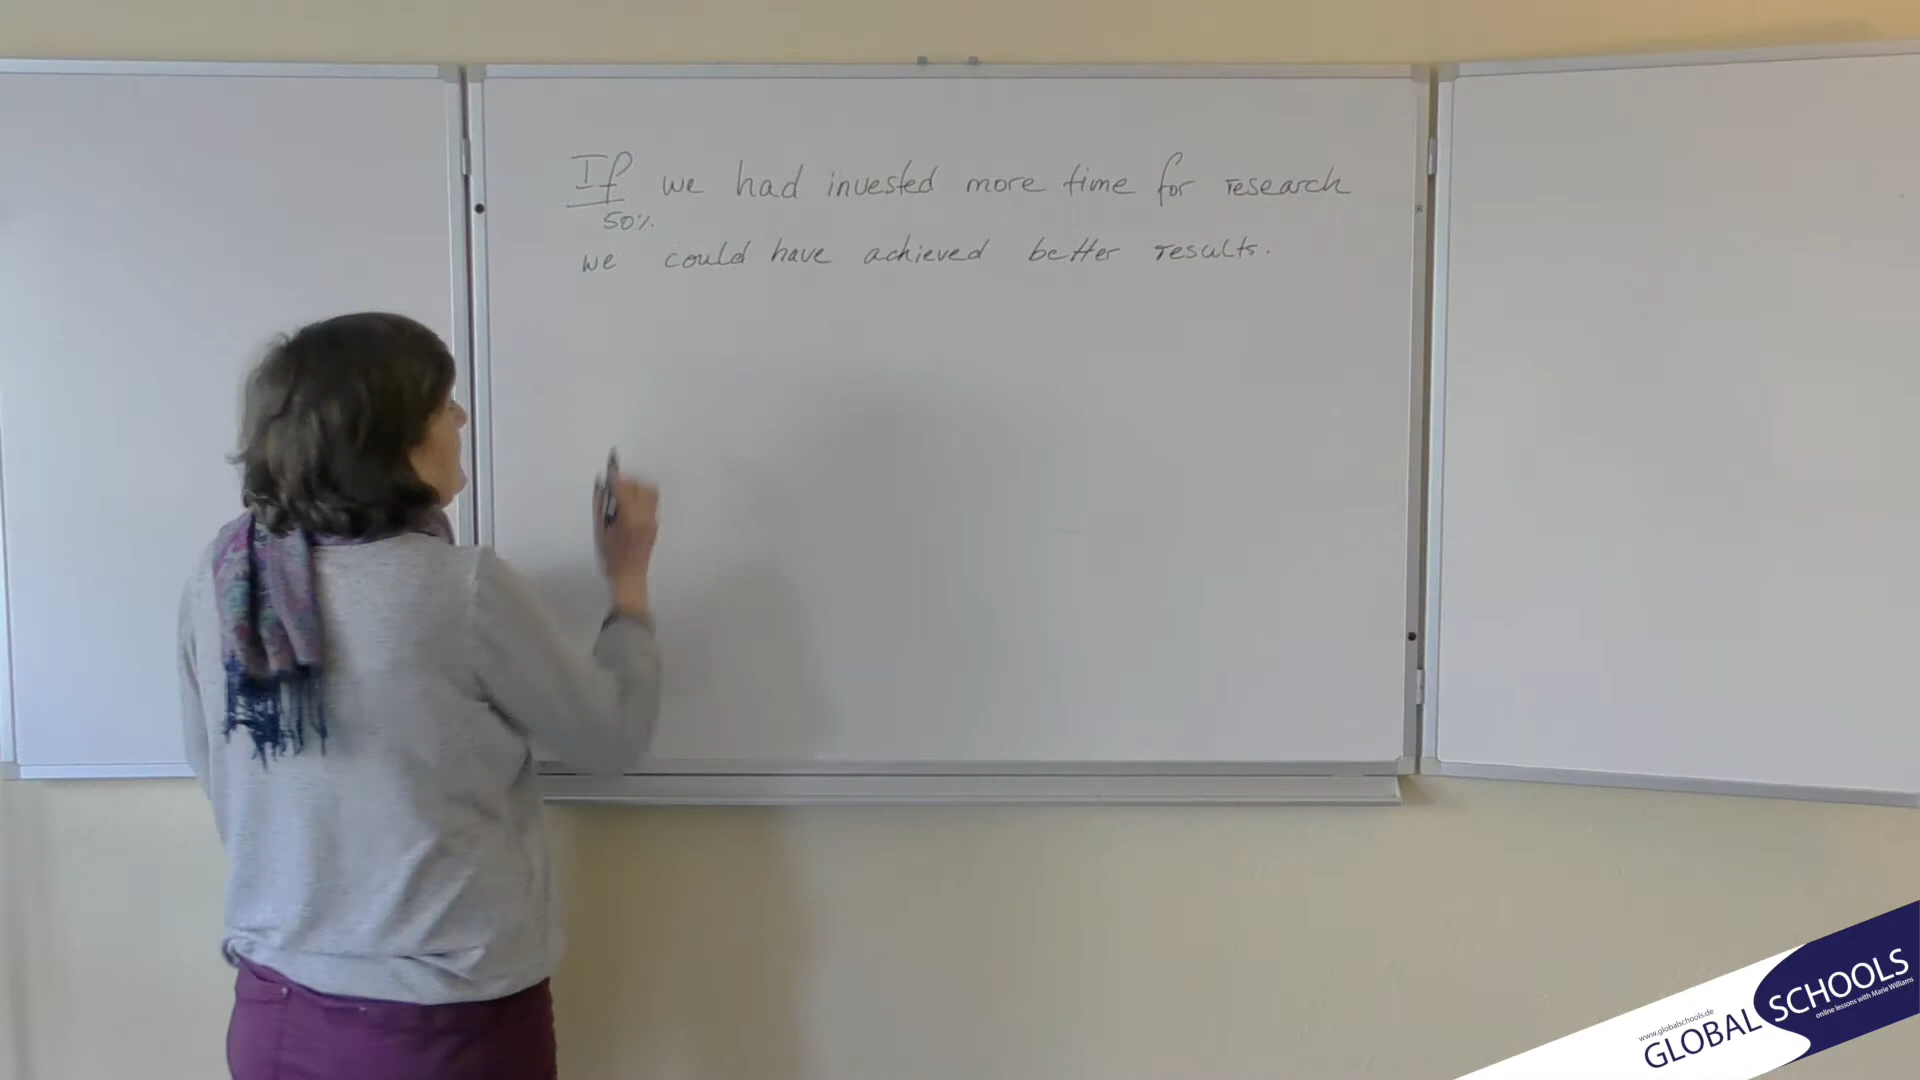 If we had invested more time for research
50%.
we could have achieved better results.
www.globalschools.de
GLOBAL SCHOOLS
online lessons with Marie Williams